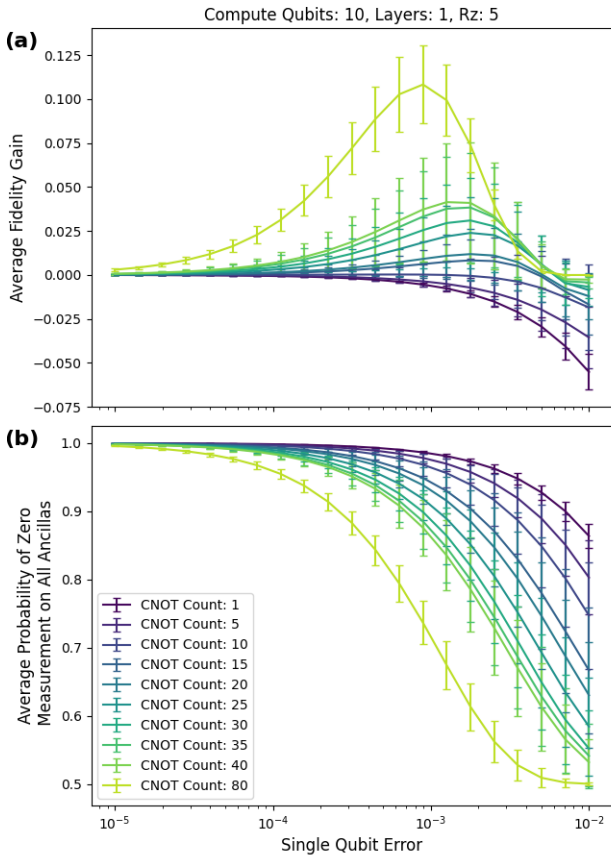 Compute Qubits: 10, Layers: 1, Rz: 5
(a)
0.125
0.100
0.075
0.050
0.025
0.000
−0.025
−0.050
−0.075
Average Fidelity Gain
(b)
1.0
0.9
0.8
0.7
0.6
0.5
Average Probability of Zero
Measurement on All Ancillas
CNOT Count: 1
CNOT Count: 5
CNOT Count: 10
CNOT Count: 15
CNOT Count: 20
CNOT Count: 25
CNOT Count: 30
CNOT Count: 35
CNOT Count: 40
CNOT Count: 80
10⁻⁵ 10⁻⁴ 10⁻³ 10⁻²
Single Qubit Error